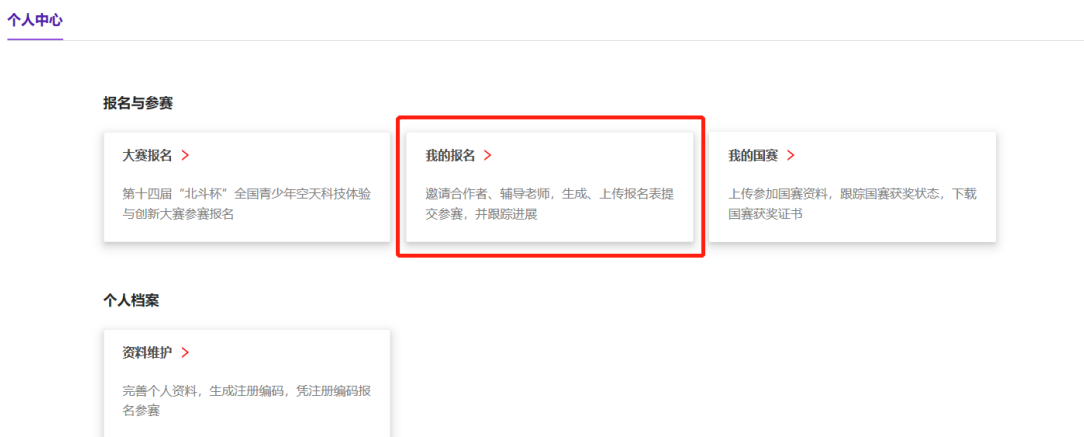 个人中心
报名与参赛
大赛报名 >
第十四届“北斗杯”全国青少年空天科技体验
与创新大赛参赛报名
我的报名 >
邀请合作者、辅导老师，生成、上传报名表提
交参赛，并跟踪进展
我的国赛 >
上传参加国赛资料，跟踪国赛获奖状态，下载
国赛获奖证书
个人档案
资料维护 >
完善个人资料，生成注册编码，凭注册编码报
名参赛